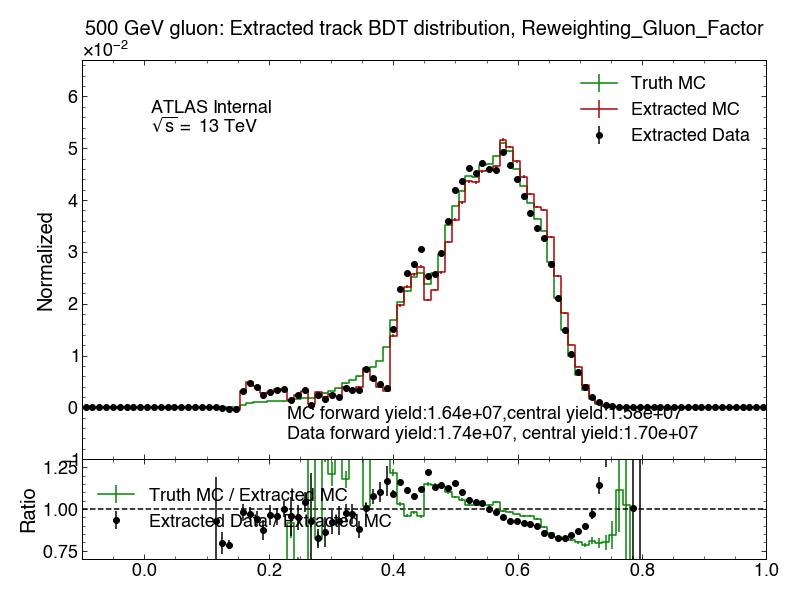 500 GeV gluon: Extracted track BDT distribution, Reweighting_Gluon_Factor
×10⁻²
ATLAS Internal
√s = 13 TeV
Truth MC
Extracted MC
Extracted Data
Normalized
6
5
4
3
2
1
0
1
MC forward yield:1.64e+07,central yield:1.58e+07
Data forward yield:1.74e+07, central yield:1.70e+07
Ratio
1.25
1.00
0.75
Truth MC / Extracted MC
Extracted Data / Extracted MC
0.0 0.2 0.4 0.6 0.8 1.0